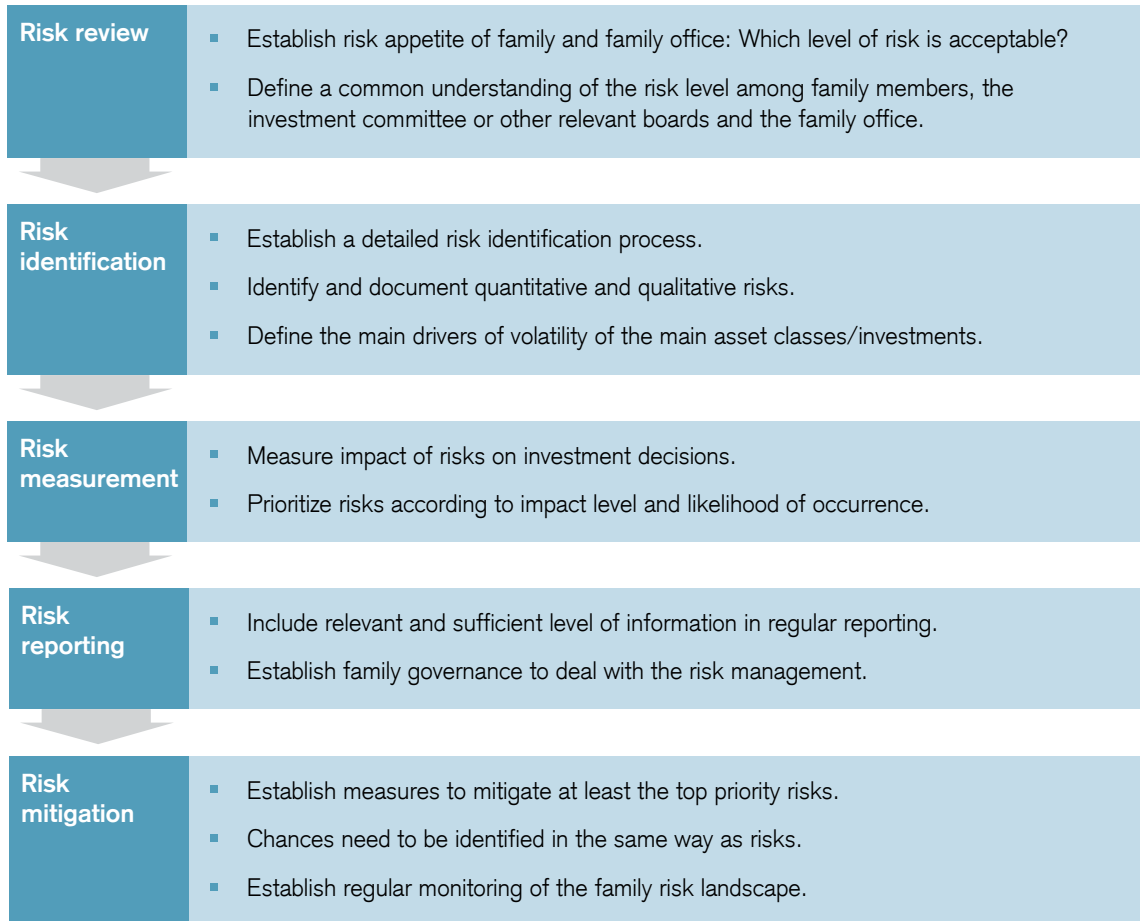 Risk review
▪ Establish risk appetite of family and family office: Which level of risk is acceptable?
▪ Define a common understanding of the risk level among family members, the
investment committee or other relevant boards and the family office.
Risk
identification
▪ Establish a detailed risk identification process.
▪ Identify and document quantitative and qualitative risks.
▪ Define the main drivers of volatility of the main asset classes/investments.
Risk
measurement
▪ Measure impact of risks on investment decisions.
▪ Prioritize risks according to impact level and likelihood of occurrence.
Risk
reporting
▪ Include relevant and sufficient level of information in regular reporting.
▪ Establish family governance to deal with the risk management.
Risk
mitigation
▪ Establish measures to mitigate at least the top priority risks.
▪ Chances need to be identified in the same way as risks.
▪ Establish regular monitoring of the family risk landscape.